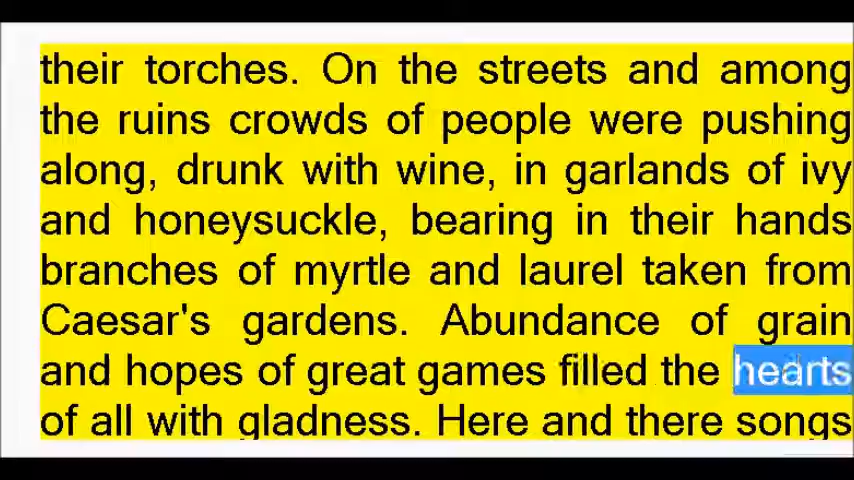 their torches. On the streets and among
the ruins crowds of people were pushing
along, drunk with wine, in garlands of ivy
and honeysuckle, bearing in their hands
branches of myrtle and laurel taken from
Caesar's gardens. Abundance of grain
and hopes of great games filled the hearts
of all with gladness. Here and there songs